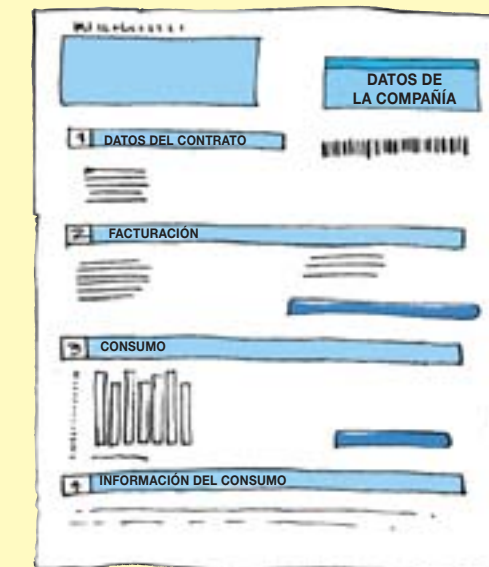 DATOS DE
LA COMPAÑÍA
1 DATOS DEL CONTRATO
2 FACTURACIÓN
3 CONSUMO
4 INFORMACIÓN DEL CONSUMO